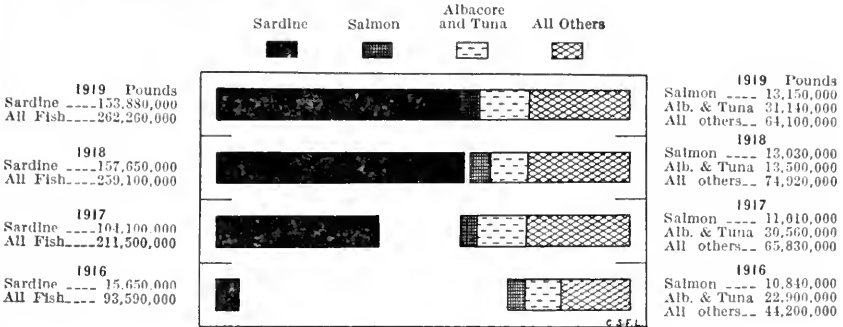 Sardine Salmon Albacore and Tuna All Others
1919 Pounds
Sardine ----153,880,000
All Fish----262,260,000
1918
Sardine ----157,650,000
All Fish----259,100,000
1917
Sardine ----104,100,000
All Fish----211,500,000
1916
Sardine ---- 15,650,000
All Fish---- 93,590,000
1919 Pounds
Salmon ---- 13,150,000
Alb. & Tuna 31,140,000
All others-- 64,100,000
1918
Salmon ---- 13,030,000
Alb. & Tuna 13,500,000
All others-- 74,920,000
1917
Salmon ---- 11,010,000
Alb. & Tuna 30,560,000
All others-- 65,830,000
1916
Salmon ---- 10,840,000
Alb. & Tuna 22,900,000
All others-- 44,200,000
C.S.F.L.